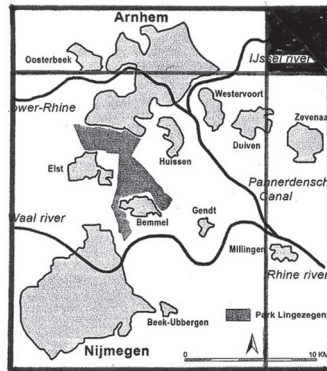 Arnhem
Oosterbeek
IJssel river
ower-Rhine
Westervoort
Zevenaa
Duiven
Huissen
Elst
Pannerdensch
Canal
Waal river
Bemmel
Gendt
Millingen
Rhine river
Park Lingezegen
Beek-Ubbergen
Nijmegen
0 10 KM